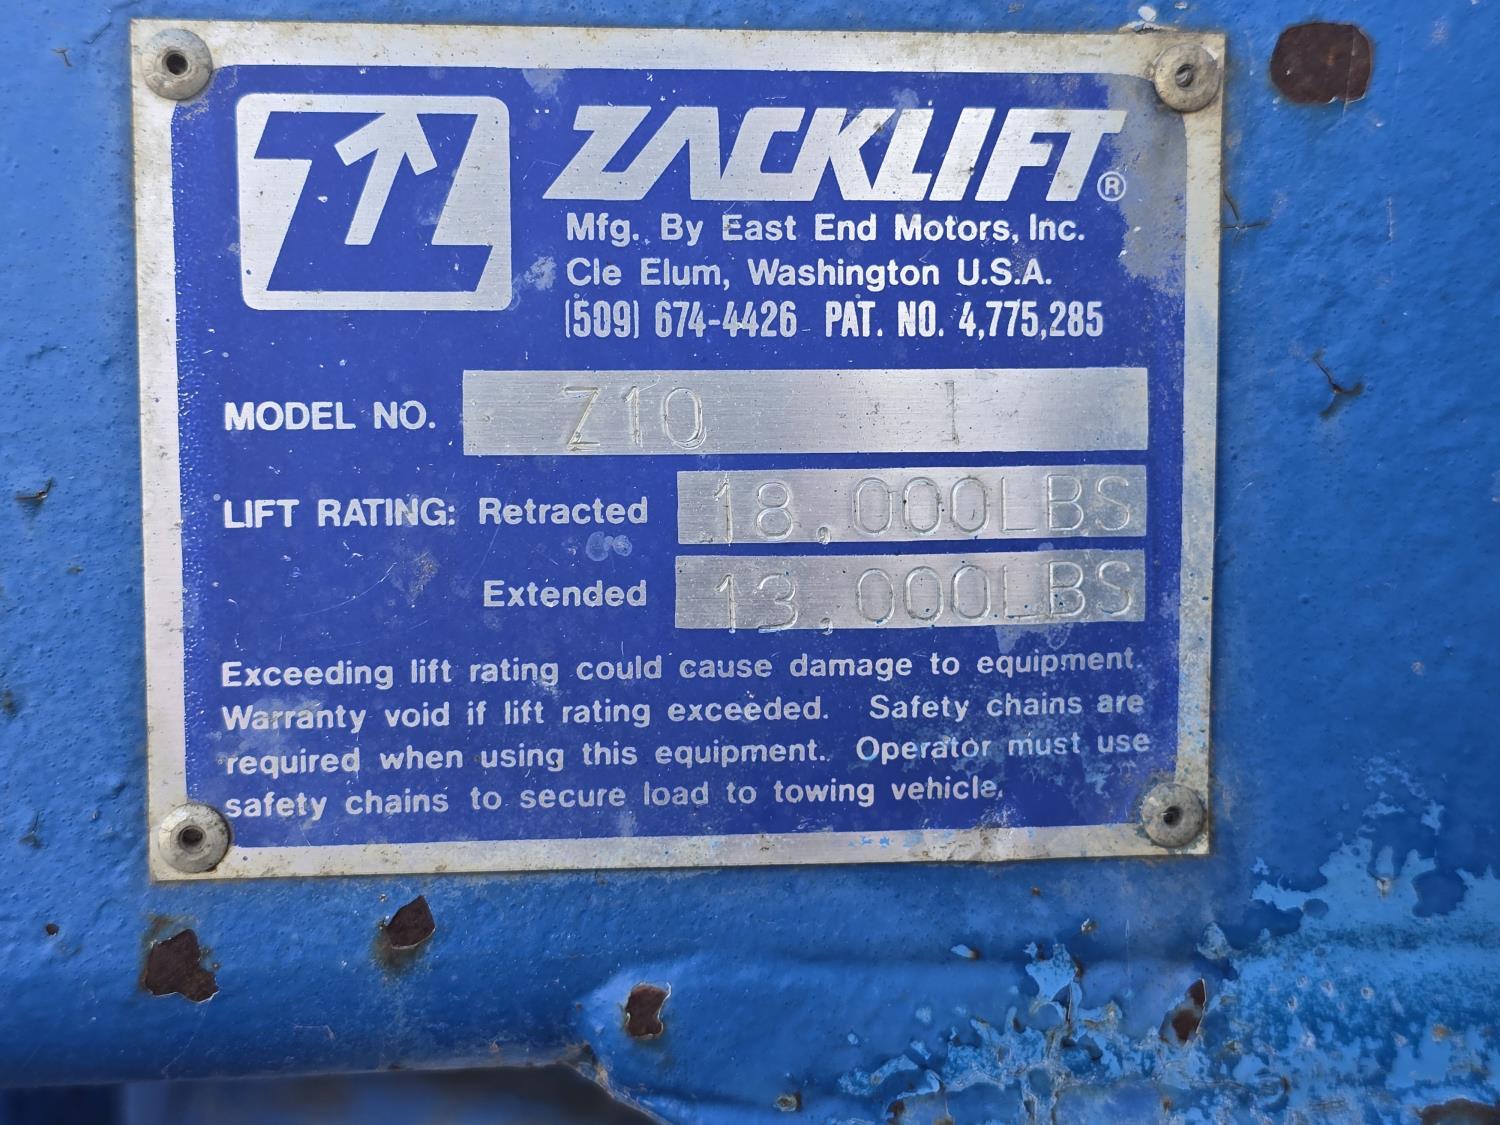 ZACKLIFT®
Mfg. By East End Motors, Inc.
Cle Elum, Washington U.S.A.
(509) 674-4426 PAT. NO. 4,775,285
MODEL NO. Z10 I
LIFT RATING: Retracted 18,000LBS
Extended 13,000LBS
Exceeding lift rating could cause damage to equipment.
Warranty void if lift rating exceeded. Safety chains are
required when using this equipment. Operator must use
safety chains to secure load to towing vehicle.